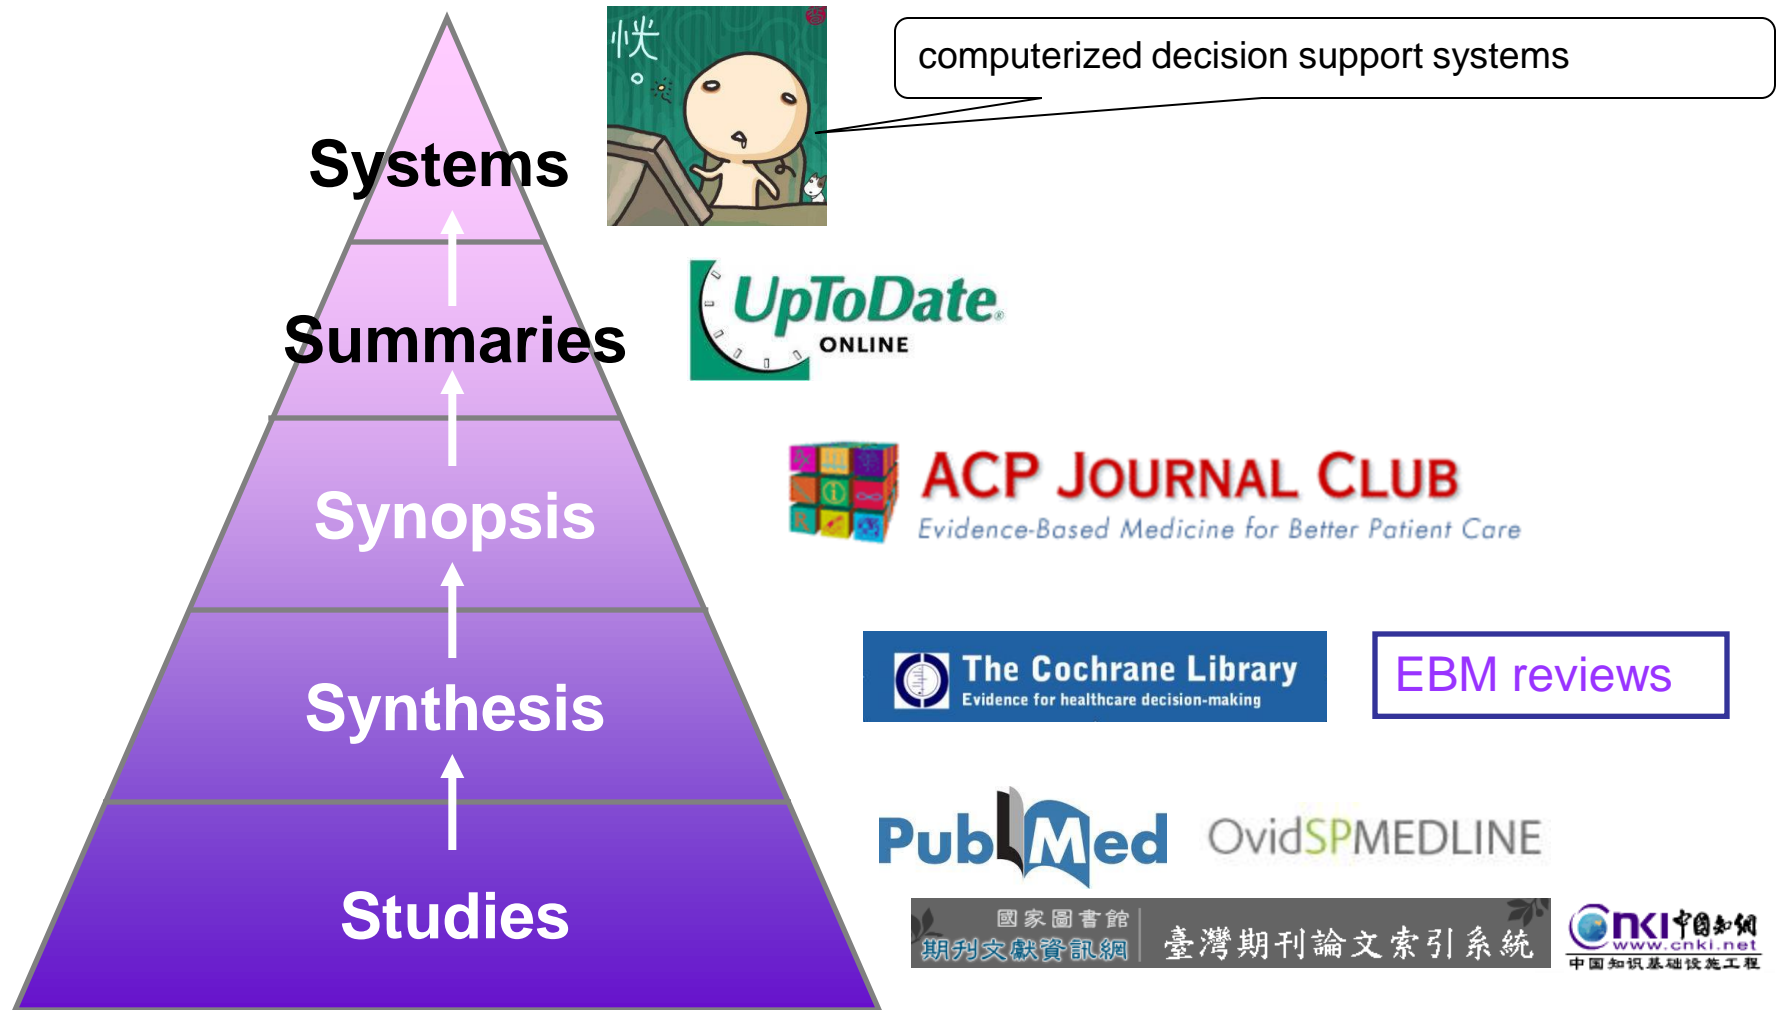 恍。
computerized decision support systems
Systems
UpToDate®
ONLINE
Summaries
ACP JOURNAL CLUB
Evidence-Based Medicine for Better Patient Care
Synopsis
The Cochrane Library
Evidence for healthcare decision-making
EBM reviews
Synthesis
PubMed
OvidSPMEDLINE
Studies
國家圖書館
期刊文獻資訊網
臺灣期刊論文索引系統
cnki中国知网
www.cnki.net
中国知识基础设施工程